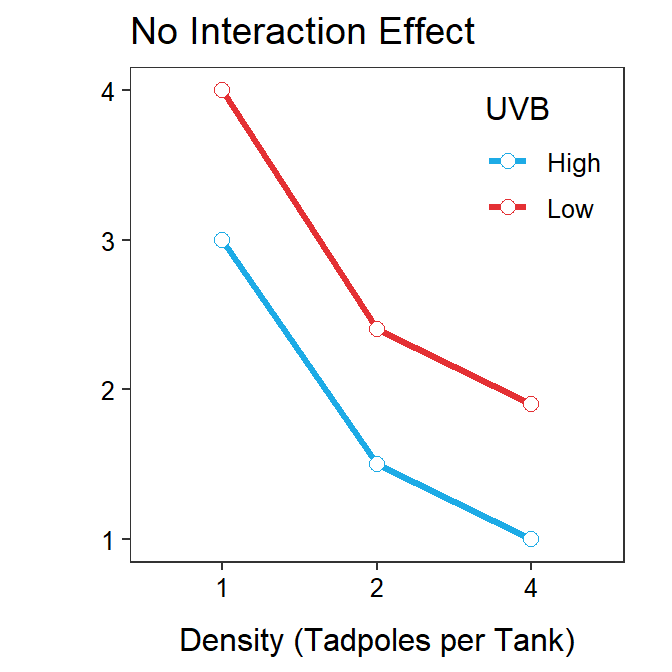 No Interaction Effect
4
3
2
1
UVB
High
Low
1 2 4
Density (Tadpoles per Tank)